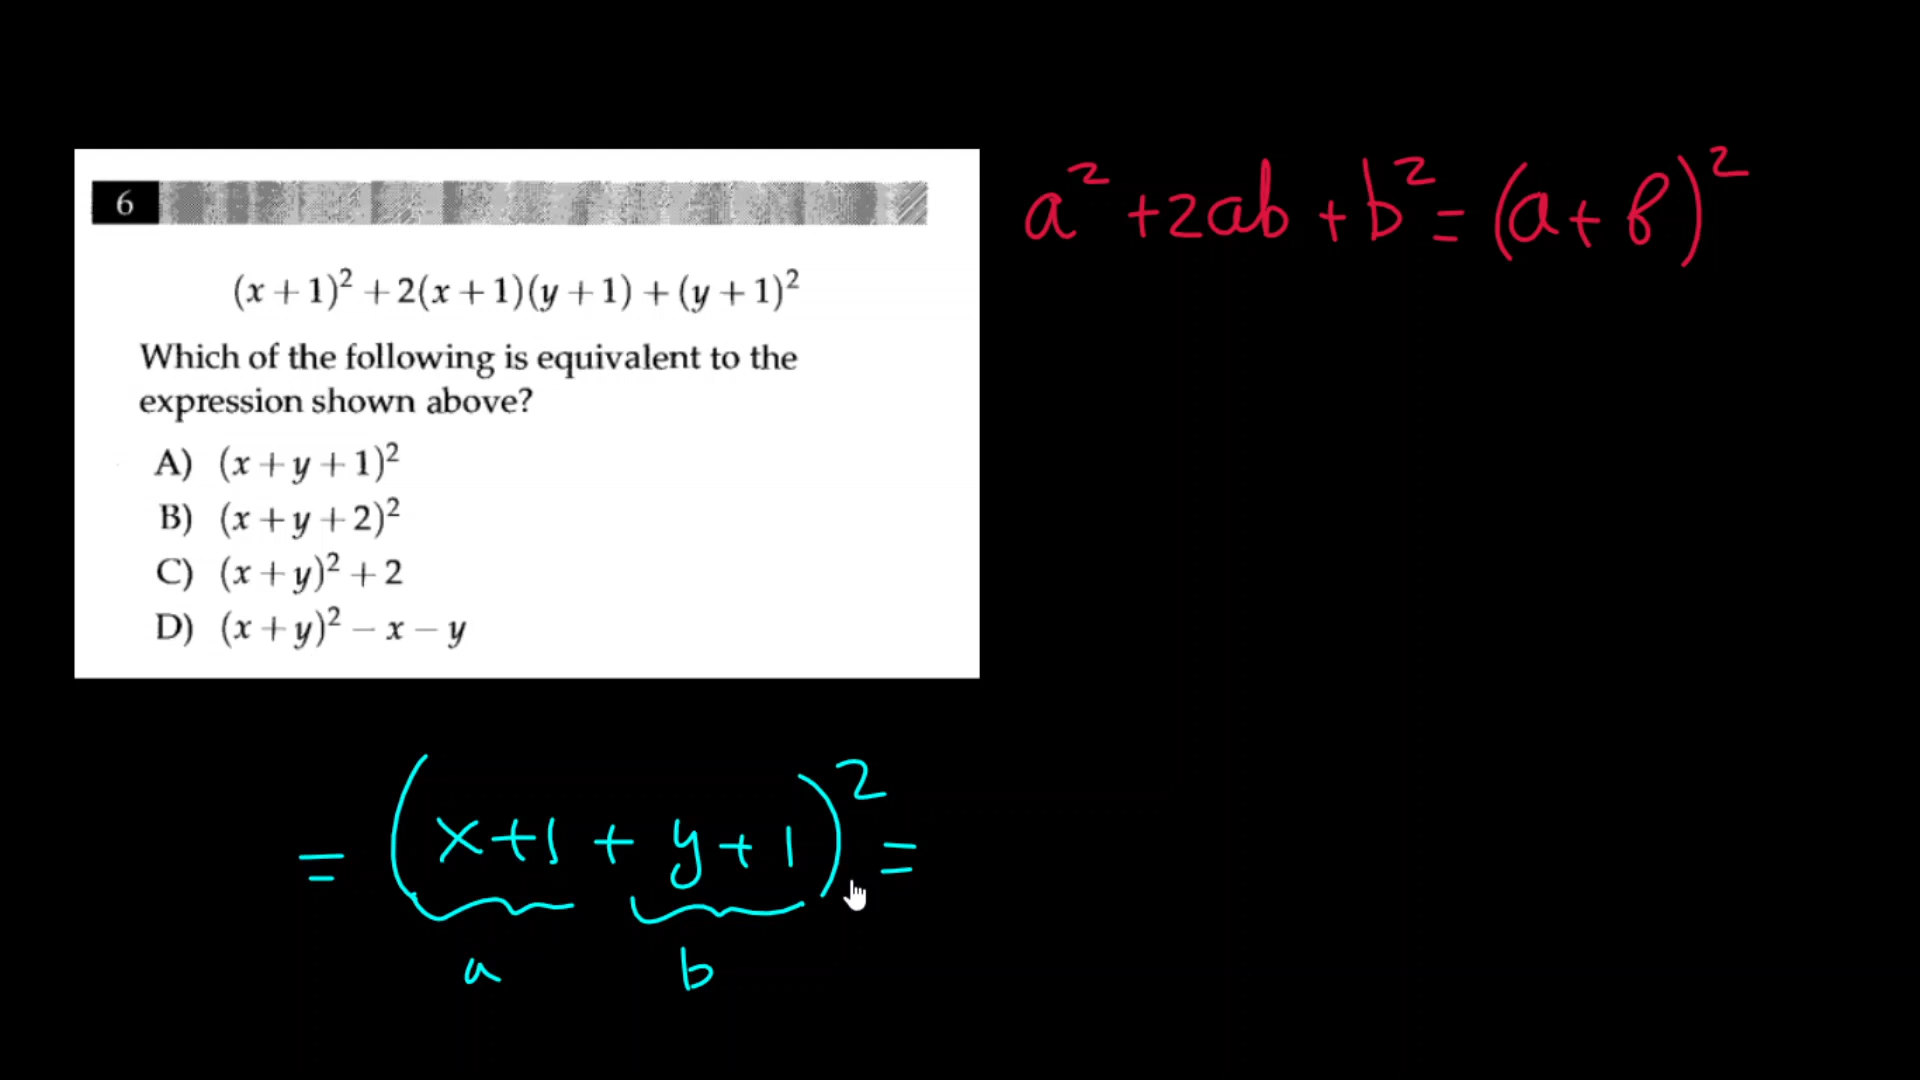 6
(x + 1)² + 2(x + 1)(y + 1) + (y + 1)²
Which of the following is equivalent to the
expression shown above?
A) (x + y + 1)²
B) (x + y + 2)²
C) (x + y)² + 2
D) (x + y)² − x − y
a² + 2ab + b² = (a + b)²
= (x + 1 + y + 1)² =
a b